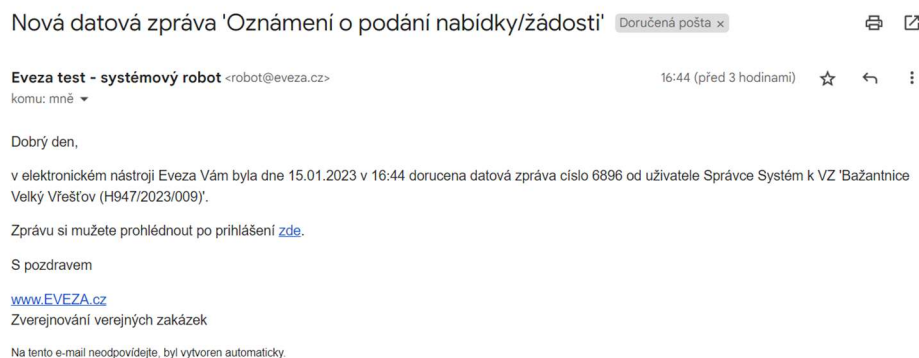 Nová datová zpráva 'Oznámení o podání nabídky/žádosti' Doručená pošta ×
Eveza test - systémový robot <robot@eveza.cz> 16:44 (před 3 hodinami)
komu: mně
Dobrý den,
v elektronickém nástroji Eveza Vám byla dne 15.01.2023 v 16:44 dorucena datová zpráva císlo 6896 od uživatele Správce Systém k VZ 'Bažantnice
Velký Vřešťov (H947/2023/009)'.
Zprávu si mužete prohlédnout po prihlášení zde.
S pozdravem
www.EVEZA.cz
Zverejnování verejných zakázek
Na tento e-mail neodpovídejte, byl vytvoren automaticky.